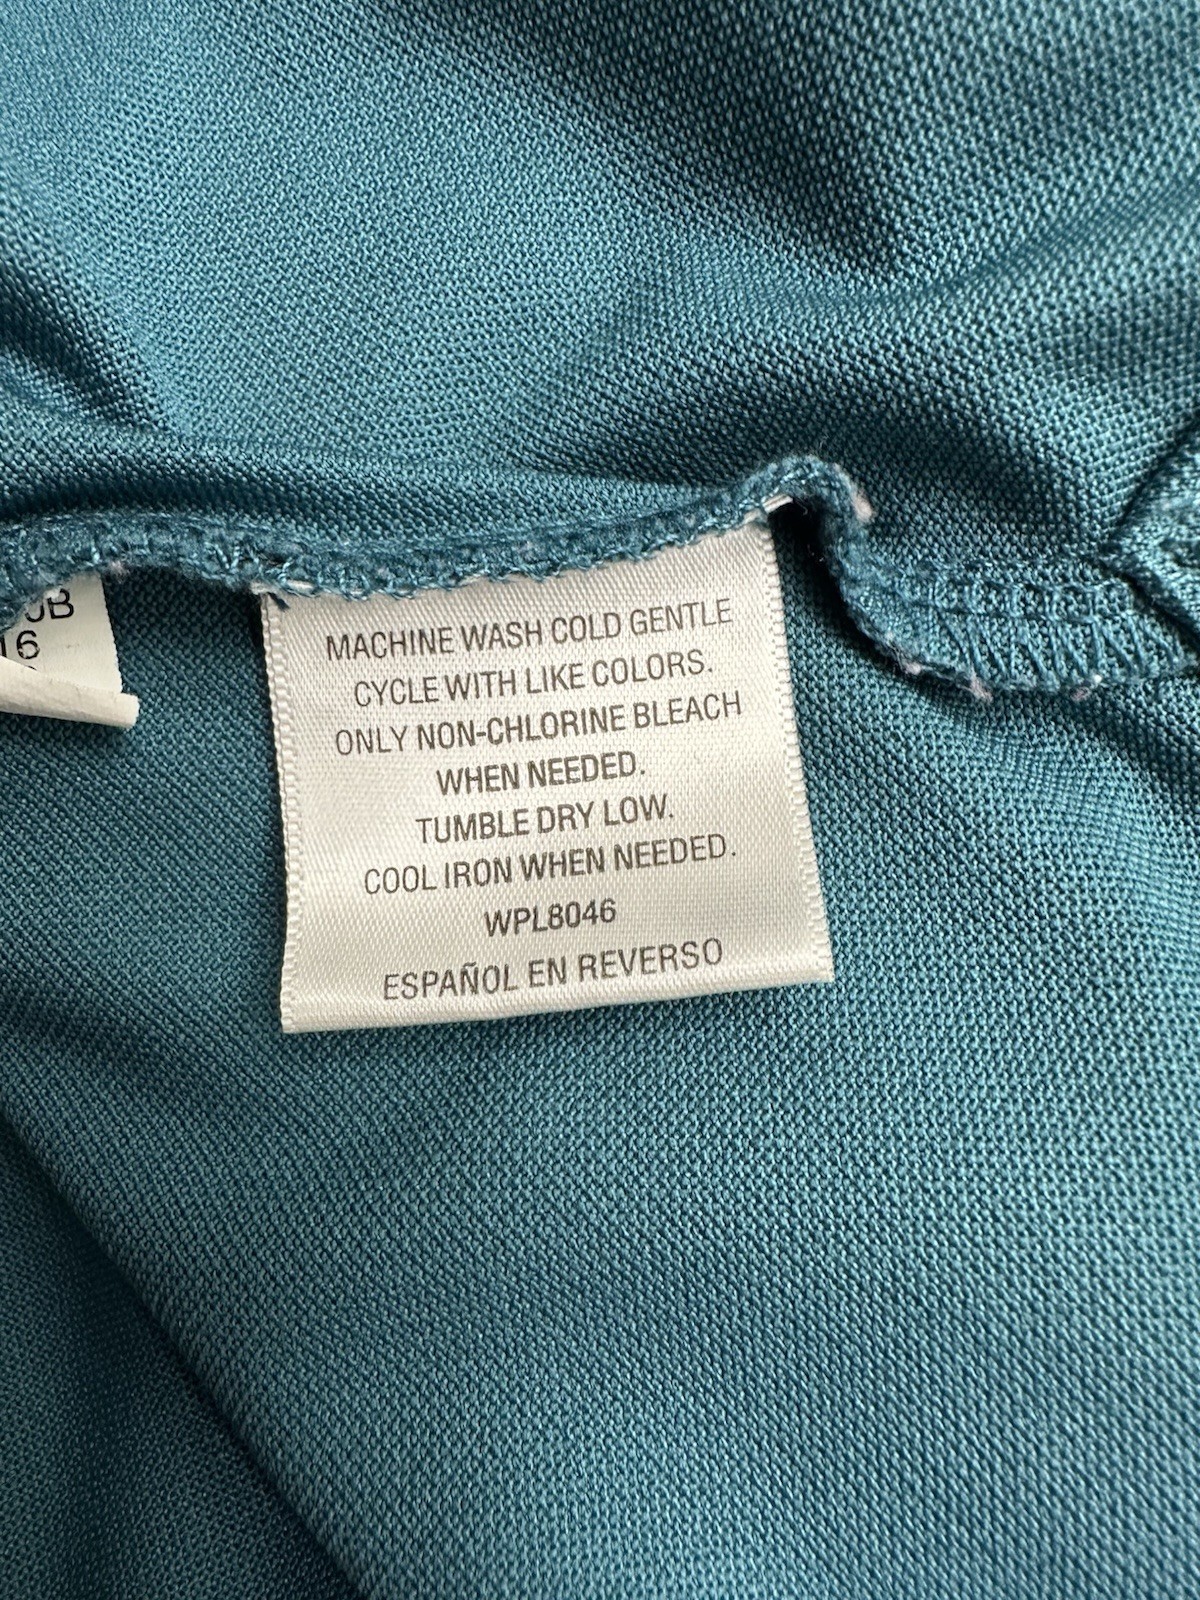 16
MACHINE WASH COLD GENTLE
CYCLE WITH LIKE COLORS.
ONLY NON-CHLORINE BLEACH
WHEN NEEDED.
TUMBLE DRY LOW.
COOL IRON WHEN NEEDED.
WPL8046
ESPAÑOL EN REVERSO